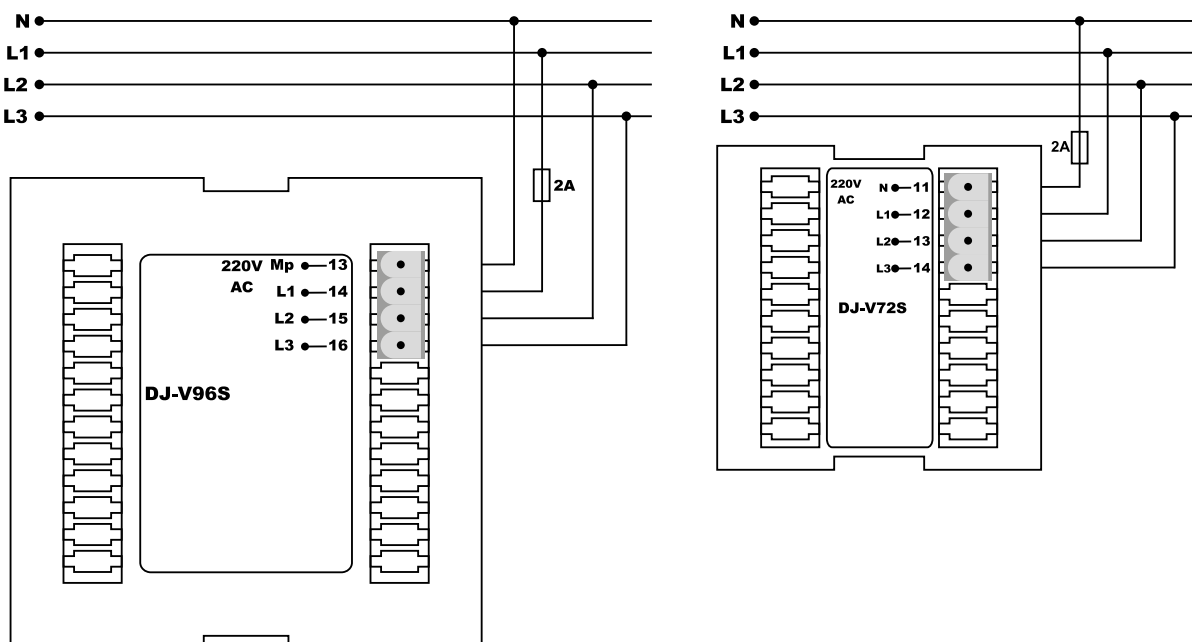 N
L1
L2
L3
2A
220V Mp 13
AC L1 14
L2 15
L3 16
DJ-V96S
N
L1
L2
L3
2A
220V N 11
AC L1 12
L2 13
L3 14
DJ-V72S